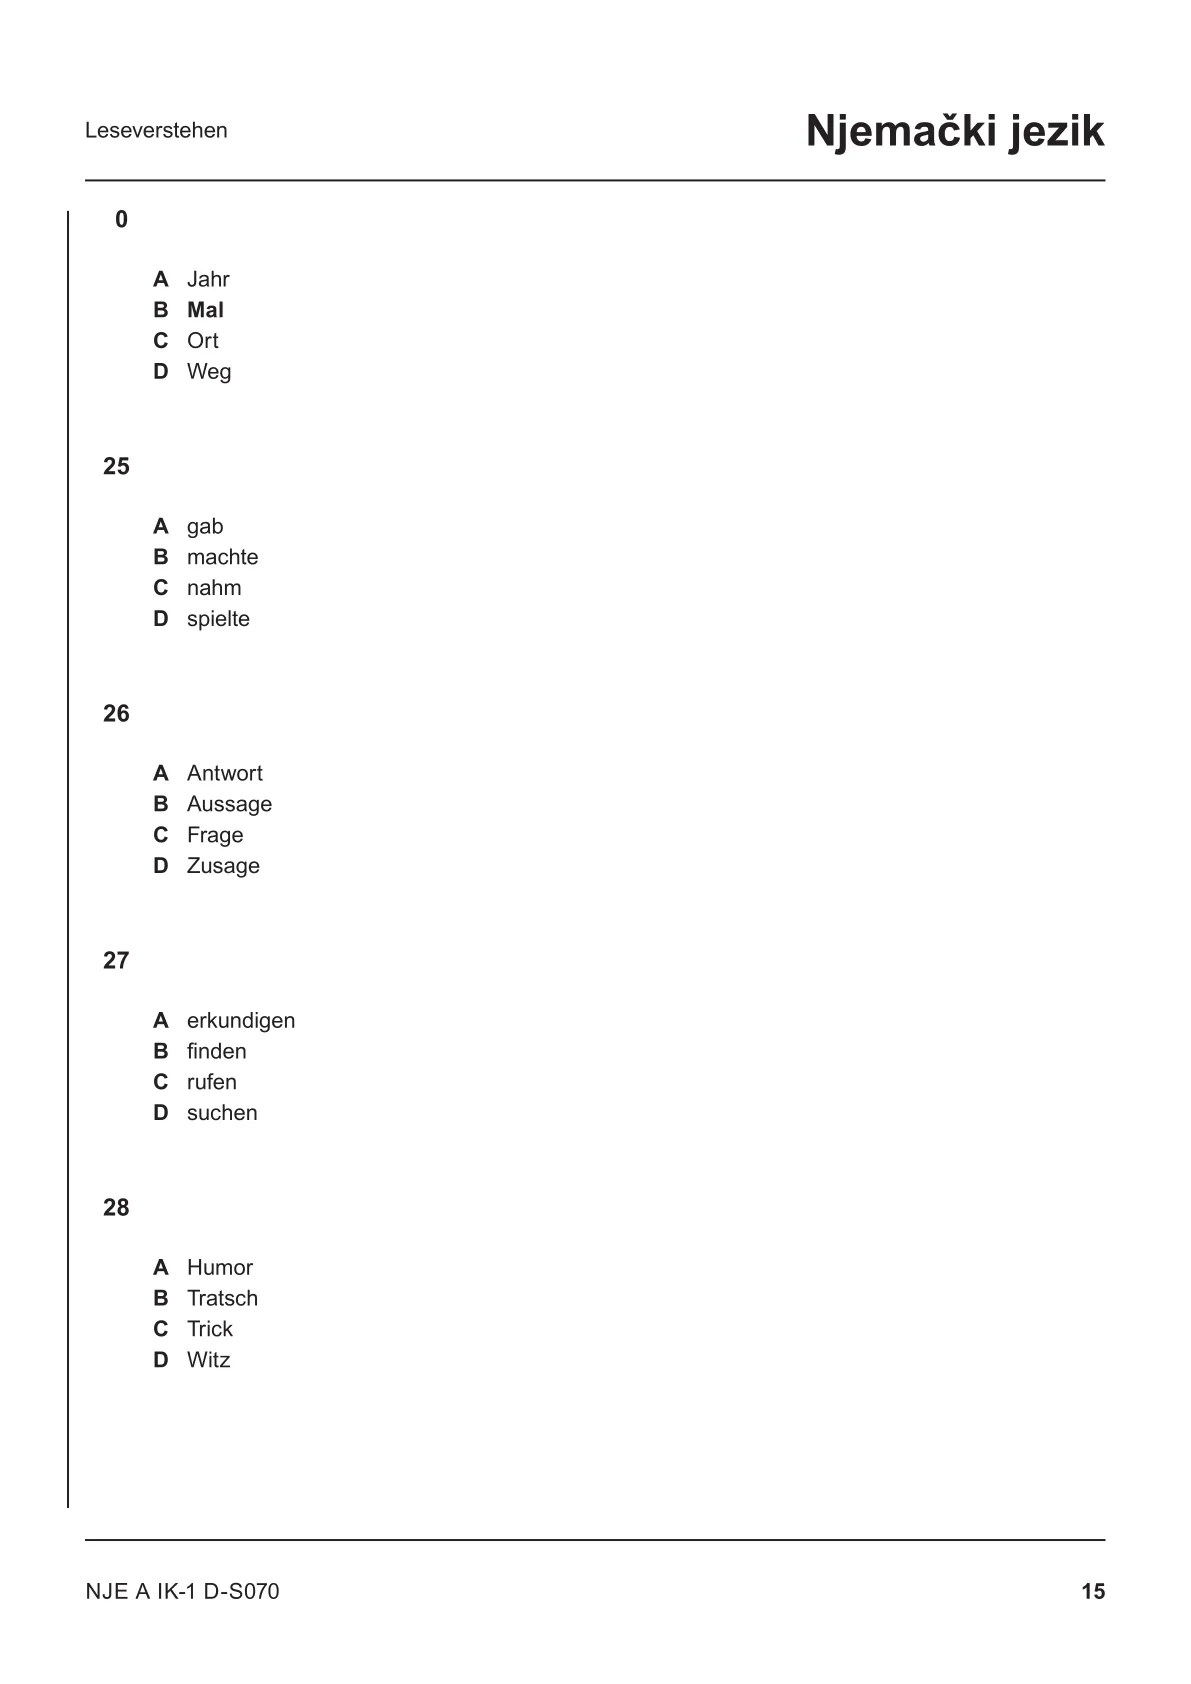 Leseverstehen
Njemački jezik
0
A Jahr
B Mal
C Ort
D Weg
25
A gab
B machte
C nahm
D spielte
26
A Antwort
B Aussage
C Frage
D Zusage
27
A erkundigen
B finden
C rufen
D suchen
28
A Humor
B Tratsch
C Trick
D Witz
NJE A IK-1 D-S070
15